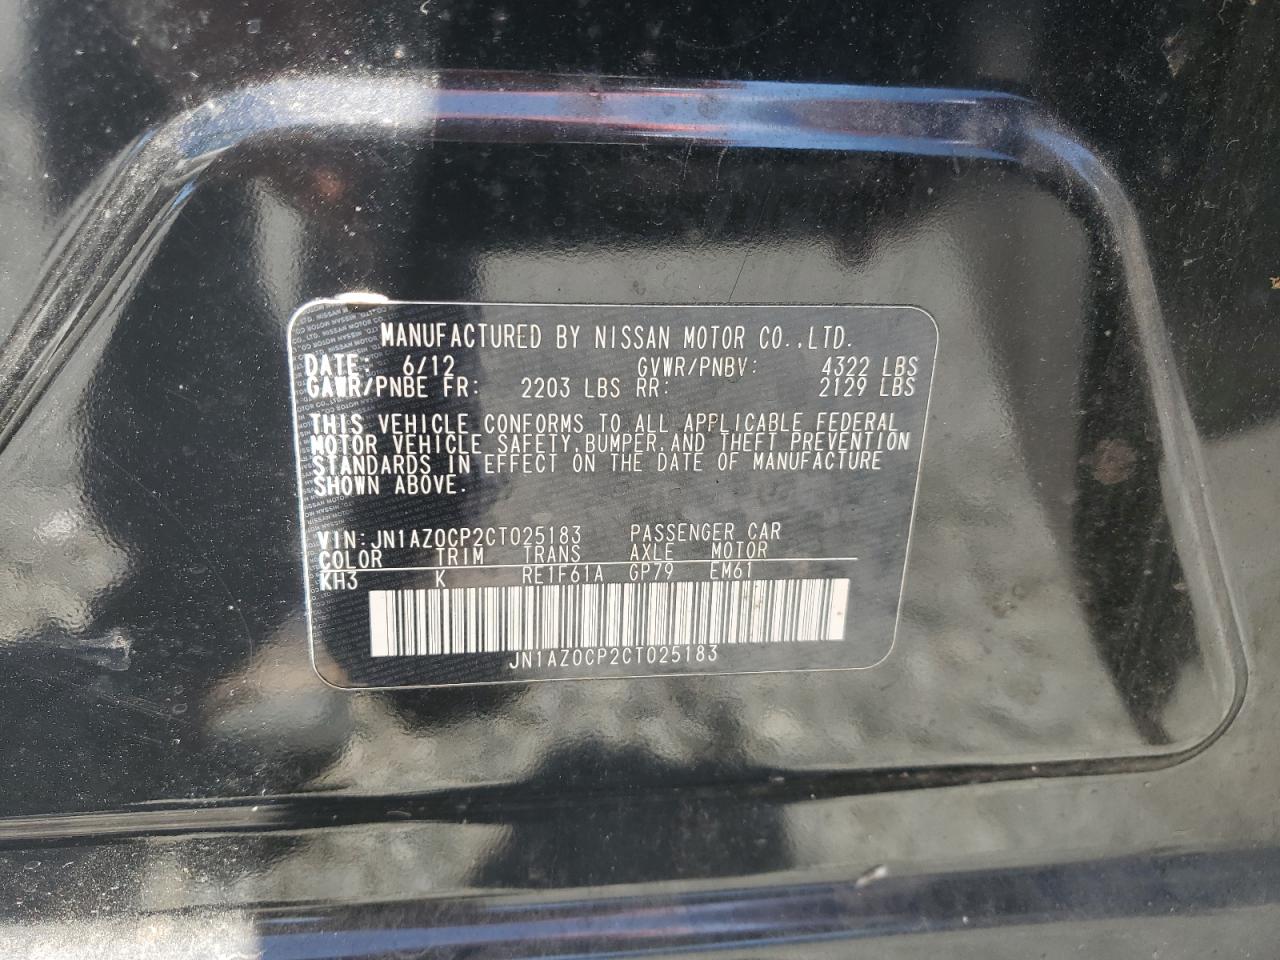 MANUFACTURED BY NISSAN MOTOR CO.,LTD.
DATE: 6/12 GVWR/PNBV: 4322 LBS
GAWR/PNBE FR: 2203 LBS RR: 2129 LBS
THIS VEHICLE CONFORMS TO ALL APPLICABLE FEDERAL
MOTOR VEHICLE SAFETY,BUMPER,AND THEFT PREVENTION
STANDARDS IN EFFECT ON THE DATE OF MANUFACTURE
SHOWN ABOVE.
VIN:JN1AZ0CP2CT025183 PASSENGER CAR
COLOR TRIM TRANS AXLE MOTOR
KH3 K RE1F61A GP79 EM61
JN1AZ0CP2CT025183